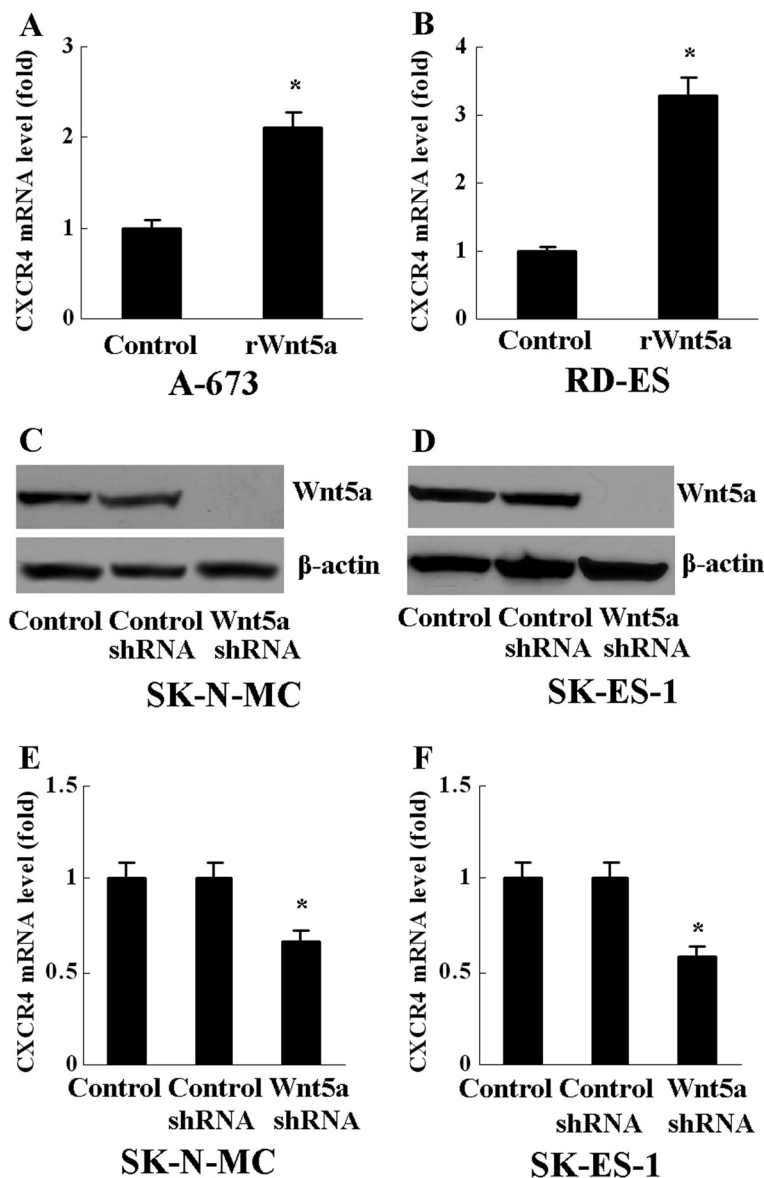 A
B
CXCR4 mRNA level (fold)
3
2
1
0
*
Control rWnt5a
A-673
CXCR4 mRNA level (fold)
4
3
2
1
0
*
Control rWnt5a
RD-ES
C
D
Wnt5a
β-actin
Control Control Wnt5a
shRNA shRNA
SK-N-MC
Wnt5a
β-actin
Control Control Wnt5a
shRNA shRNA
SK-ES-1
E
F
CXCR4 mRNA level (fold)
1.5
1
0.5
0
*
Control Control Wnt5a
shRNA shRNA
SK-N-MC
CXCR4 mRNA level (fold)
1.5
1
0.5
0
*
Control Control Wnt5a
shRNA shRNA
SK-ES-1